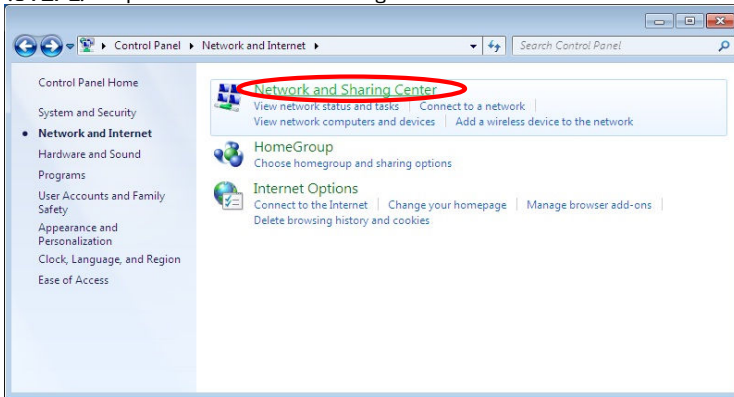 Control Panel ▸ Network and Internet ▸
Search Control Panel
Control Panel Home
System and Security
• Network and Internet
Hardware and Sound
Programs
User Accounts and Family
Safety
Appearance and
Personalization
Clock, Language, and Region
Ease of Access
Network and Sharing Center
View network status and tasks | Connect to a network |
View network computers and devices | Add a wireless device to the network
HomeGroup
Choose homegroup and sharing options
Internet Options
Connect to the Internet | Change your homepage | Manage browser add-ons |
Delete browsing history and cookies